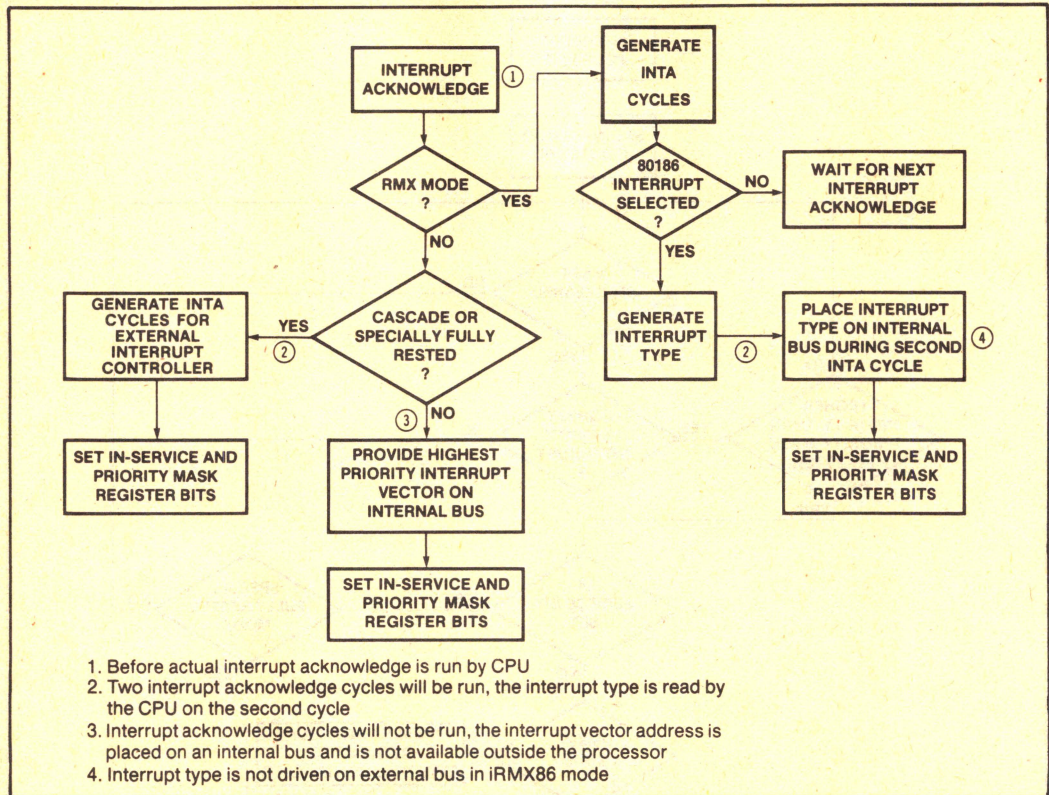 INTERRUPT
ACKNOWLEDGE
1
RMX MODE
?
YES
NO
GENERATE
INTA
CYCLES
80186
INTERRUPT
SELECTED
?
NO
WAIT FOR NEXT
INTERRUPT
ACKNOWLEDGE
YES
GENERATE
INTERRUPT
TYPE
2
PLACE INTERRUPT
TYPE ON INTERNAL
BUS DURING SECOND
INTA CYCLE
4
SET IN-SERVICE AND
PRIORITY MASK
REGISTER BITS
CASCADE OR
SPECIALLY FULLY
RESTED
?
YES
2
GENERATE INTA
CYCLES FOR
EXTERNAL
INTERRUPT
CONTROLLER
SET IN-SERVICE AND
PRIORITY MASK
REGISTER BITS
3
NO
PROVIDE HIGHEST
PRIORITY INTERRUPT
VECTOR ON
INTERNAL BUS
SET IN-SERVICE AND
PRIORITY MASK
REGISTER BITS
1. Before actual interrupt acknowledge is run by CPU
2. Two interrupt acknowledge cycles will be run, the interrupt type is read by
the CPU on the second cycle
3. Interrupt acknowledge cycles will not be run, the interrupt vector address is
placed on an internal bus and is not available outside the processor
4. Interrupt type is not driven on external bus in iRMX86 mode